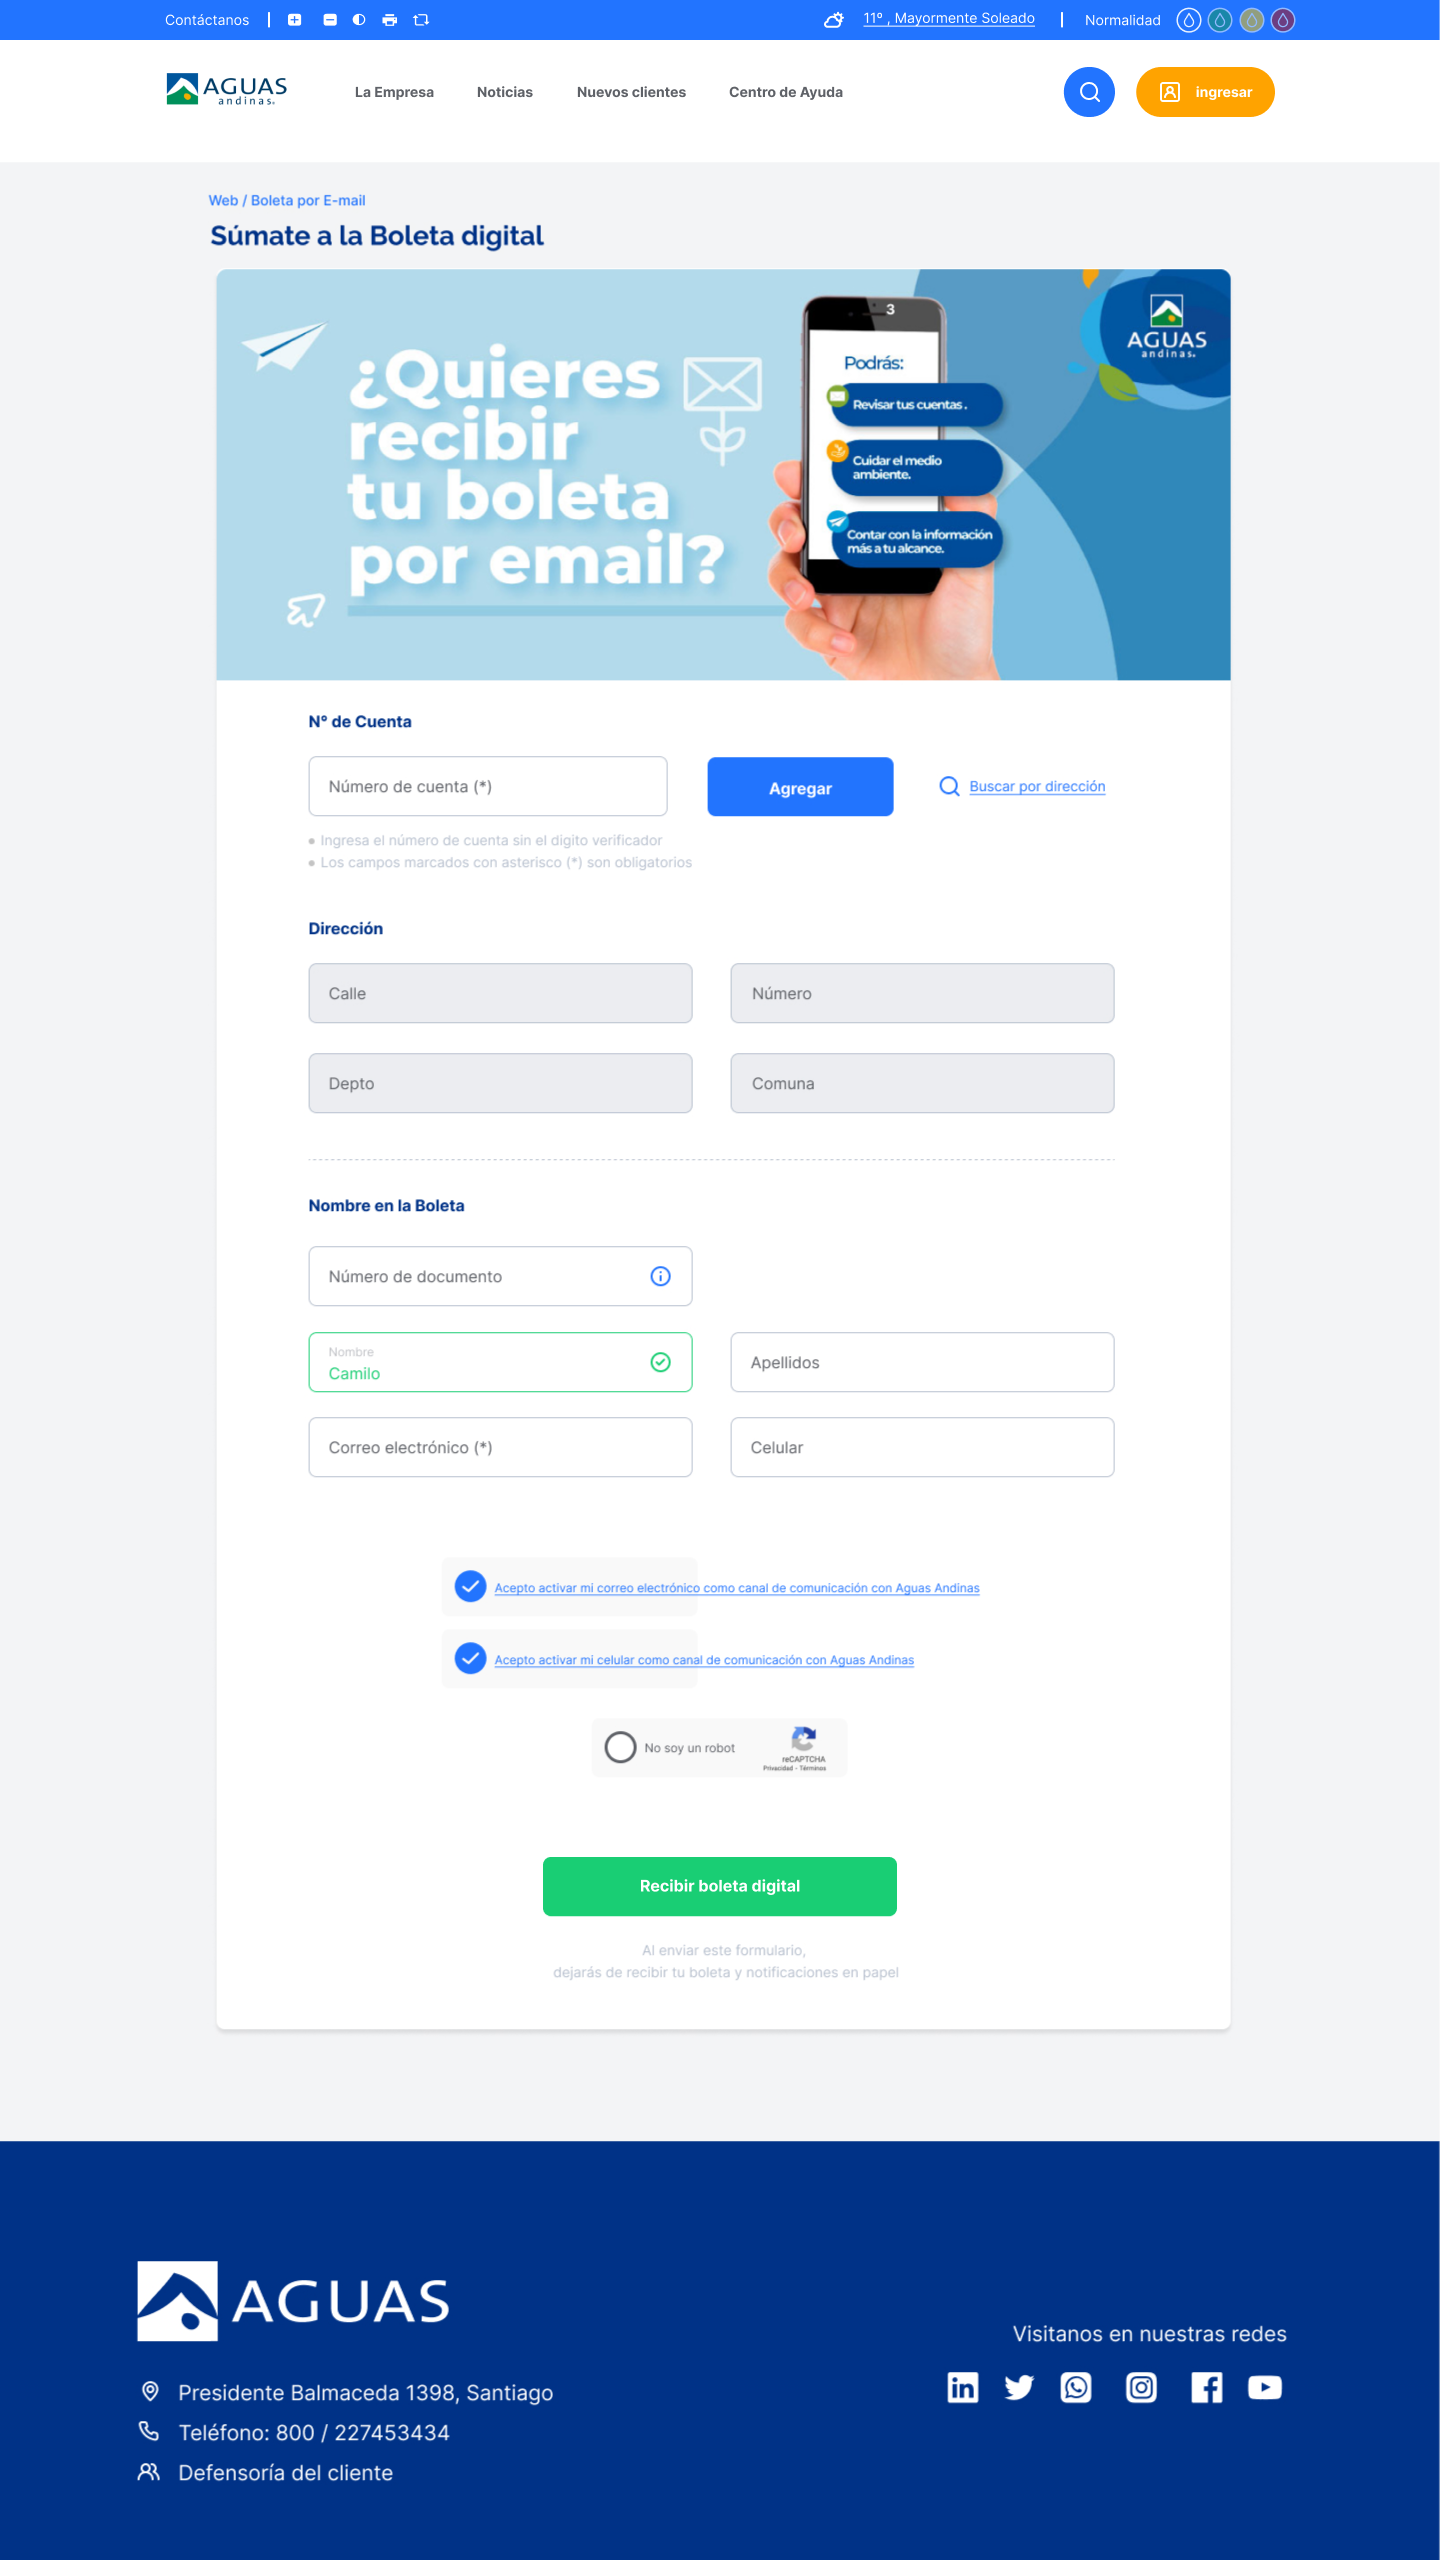 Contáctanos
11º , Mayormente Soleado
Normalidad
AGUAS
andinas.
La Empresa
Noticias
Nuevos clientes
Centro de Ayuda
ingresar
Web / Boleta por E-mail
Súmate a la Boleta digital
¿Quieres
recibir
tu boleta
por email?
3
Podrás:
Revisar tus cuentas .
Cuidar el medio
ambiente.
Contar con la información
más a tu alcance.
AGUAS
andinas.
N° de Cuenta
Número de cuenta (*)
Agregar
Buscar por dirección
• Ingresa el número de cuenta sin el digito verificador
• Los campos marcados con asterisco (*) son obligatorios
Dirección
Calle
Número
Depto
Comuna
Nombre en la Boleta
Número de documento
Nombre
Camilo
Apellidos
Correo electrónico (*)
Celular
Acepto activar mi correo electrónico como canal de comunicación con Aguas Andinas
Acepto activar mi celular como canal de comunicación con Aguas Andinas
No soy un robot
reCAPTCHA
Privacidad - Términos
Recibir boleta digital
Al enviar este formulario,
dejarás de recibir tu boleta y notificaciones en papel
AGUAS
Presidente Balmaceda 1398, Santiago
Teléfono: 800 / 227453434
Defensoría del cliente
Visitanos en nuestras redes